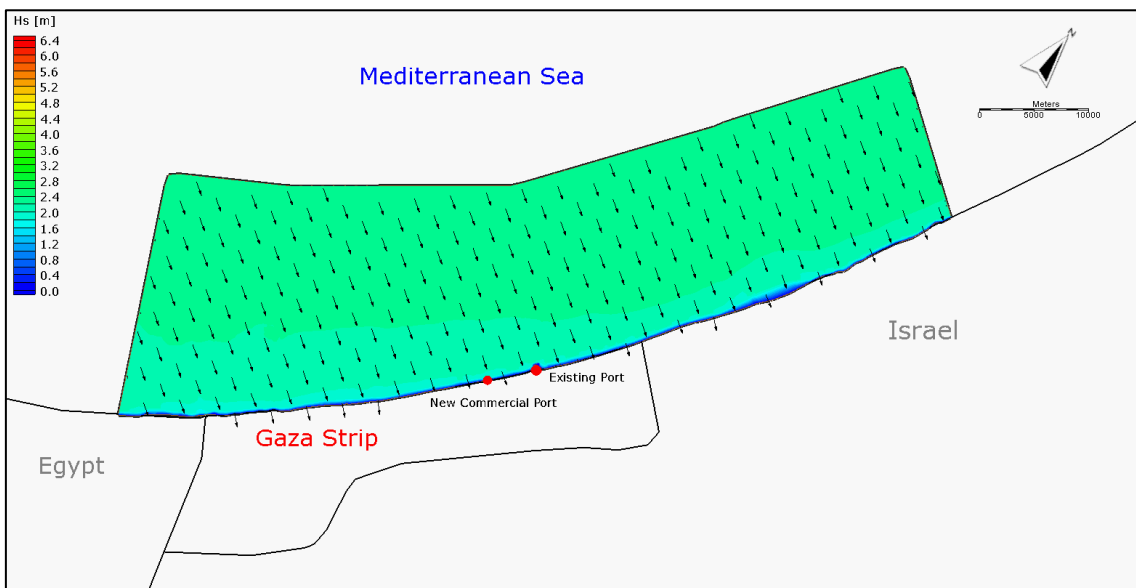 Hs [m]
6.4
6.0
5.6
5.2
4.8
4.4
4.0
3.6
3.2
2.8
2.4
2.0
1.6
1.2
0.8
0.4
0.0
Mediterranean Sea
N
Meters
0 5000 10000
Israel
Existing Port
New Commercial Port
Gaza Strip
Egypt